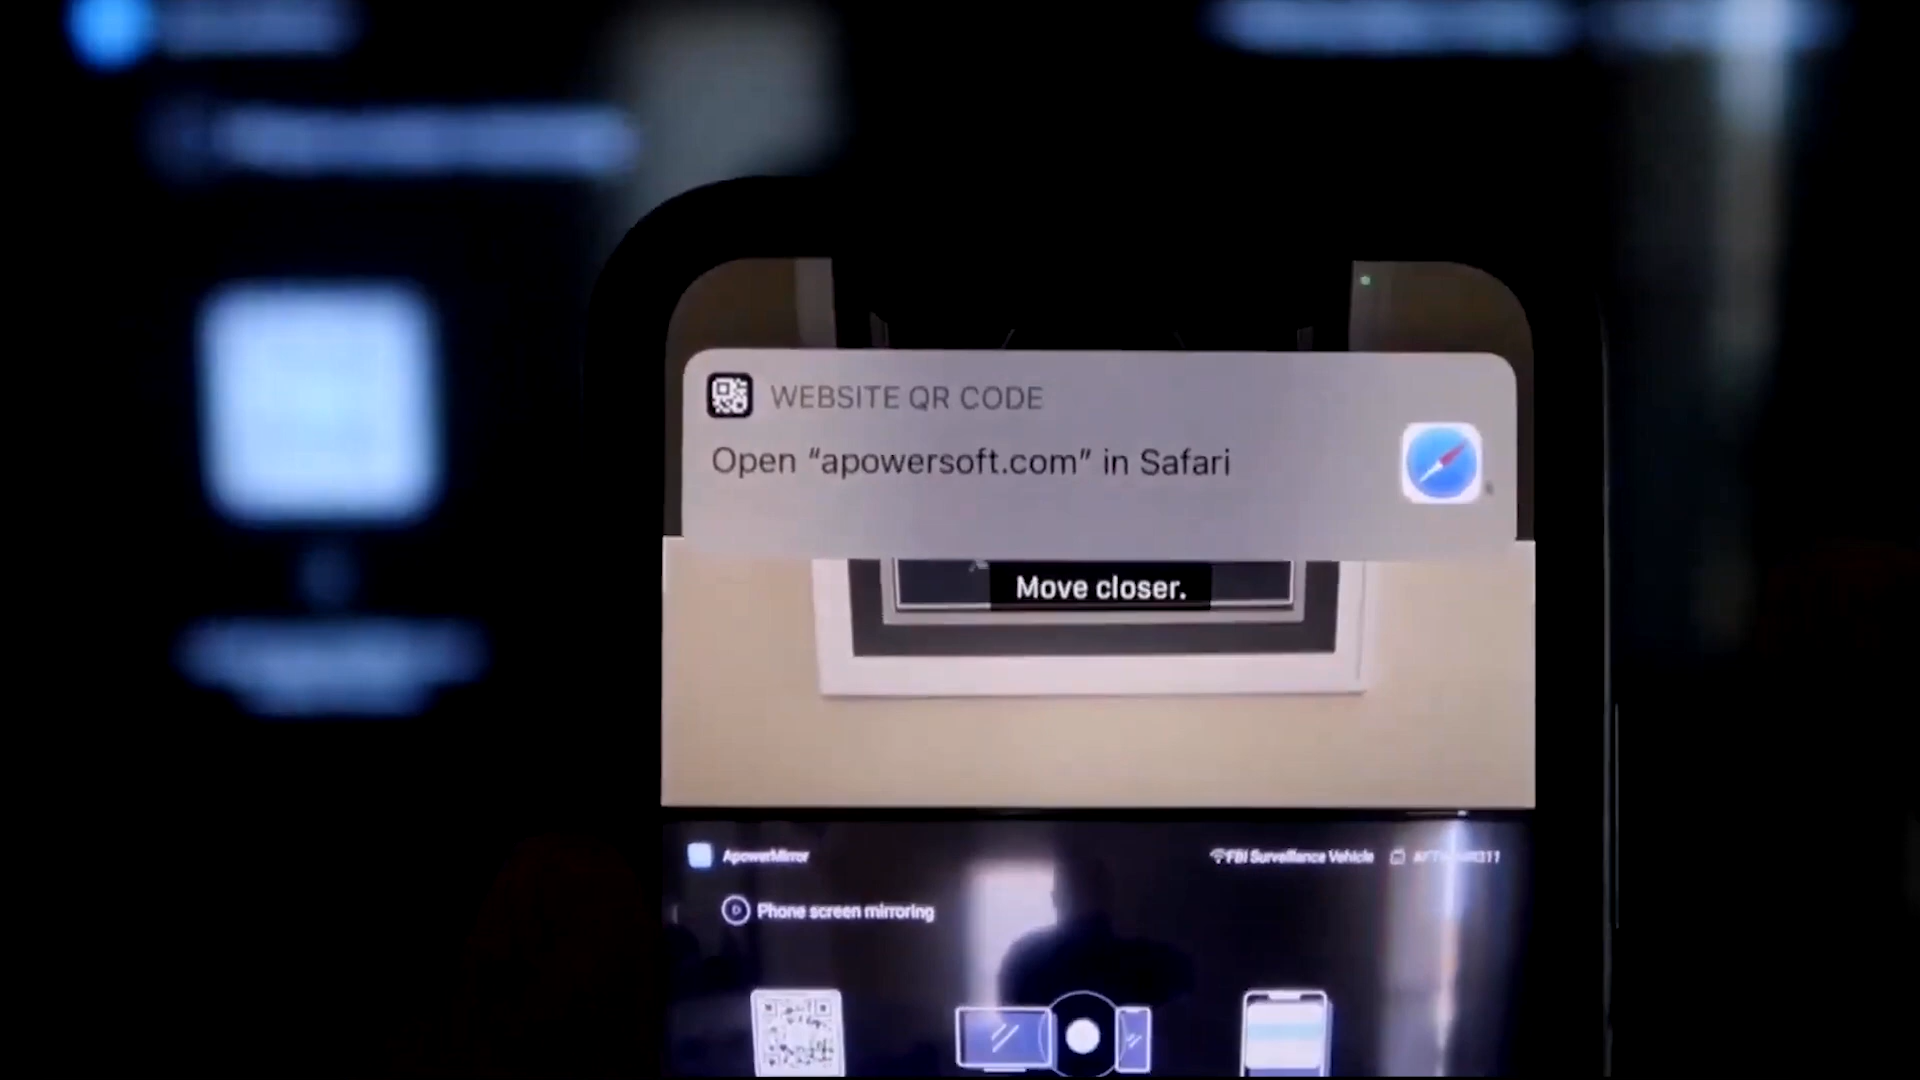 WEBSITE QR CODE
Open “apowersoft.com” in Safari
Move closer.
ApowerMirror
FBI Surveillance Vehicle
Phone screen mirroring